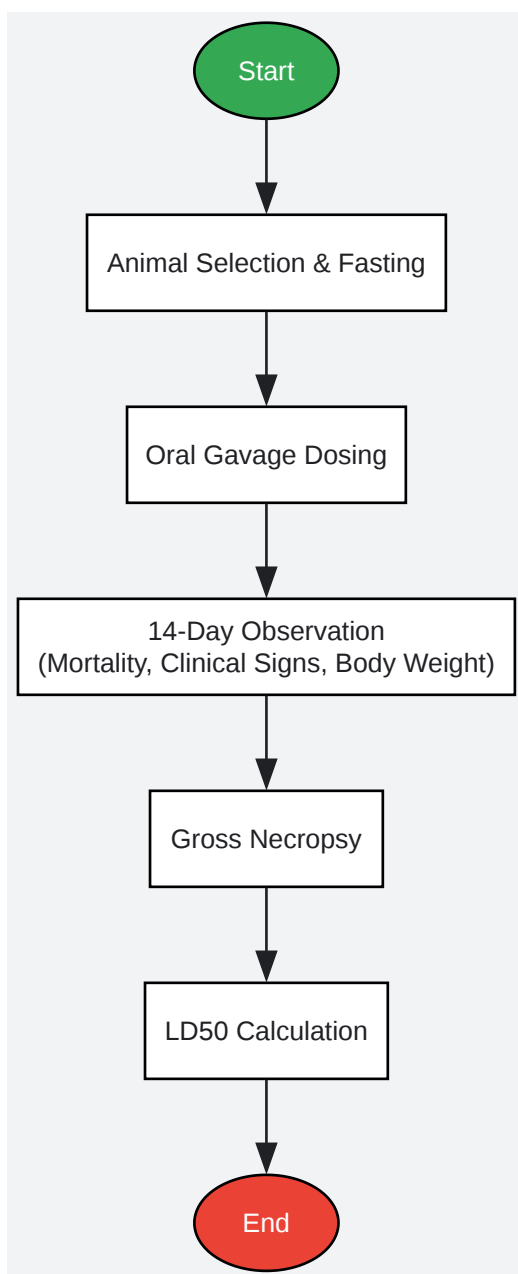 Start
Animal Selection & Fasting
Oral Gavage Dosing
14-Day Observation
(Mortality, Clinical Signs, Body Weight)
Gross Necropsy
LD50 Calculation
End